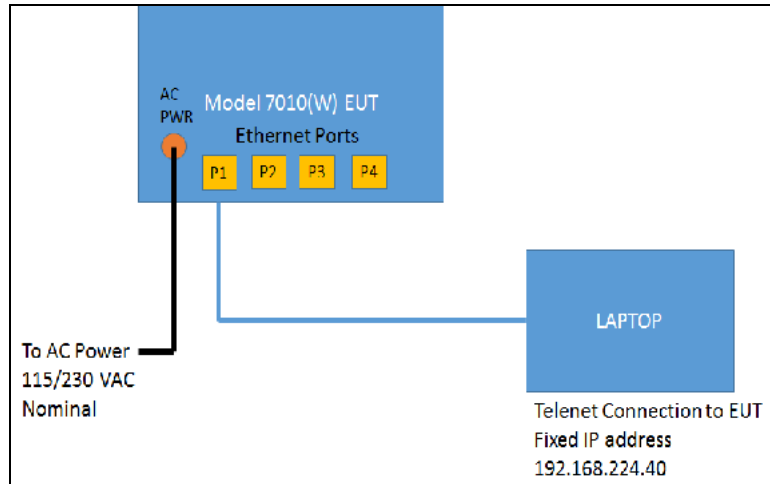 AC
PWR
Model 7010(W) EUT
Ethernet Ports
P1 P2 P3 P4
LAPTOP
To AC Power
115/230 VAC
Nominal
Telenet Connection to EUT
Fixed IP address
192.168.224.40